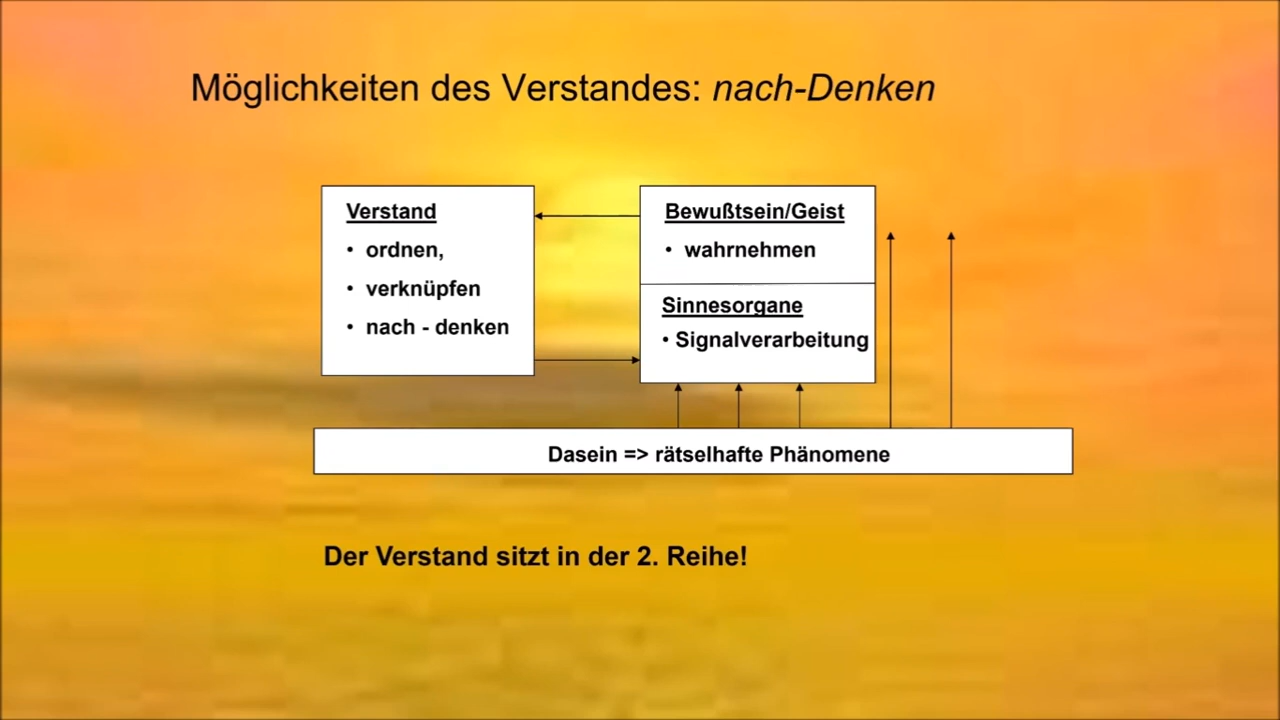 Möglichkeiten des Verstandes: nach-Denken
Verstand
• ordnen,
• verknüpfen
• nach - denken
Bewußtsein/Geist
• wahrnehmen
Sinnesorgane
• Signalverarbeitung
Dasein => rätselhafte Phänomene
Der Verstand sitzt in der 2. Reihe!